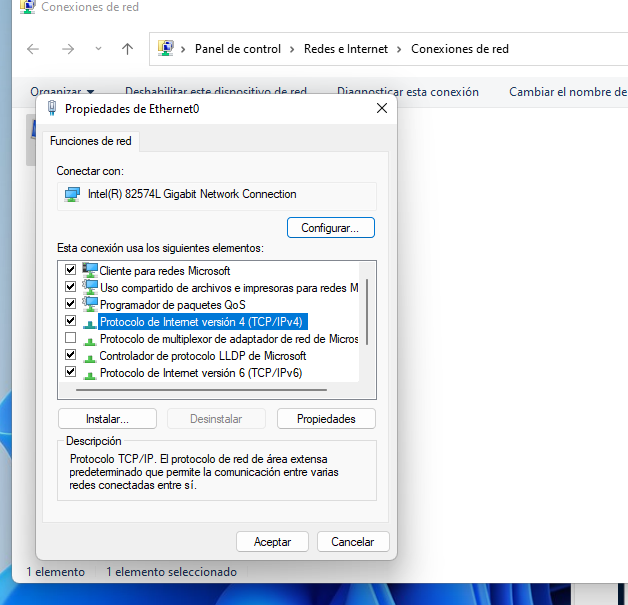 Conexiones de red
Panel de control > Redes e Internet > Conexiones de red
Organizar Deshabilitar este dispositivo de red Diagnosticar esta conexión Cambiar el nombre de
Propiedades de Ethernet0
Funciones de red
Conectar con:
Intel(R) 82574L Gigabit Network Connection
Configurar...
Esta conexión usa los siguientes elementos:
Cliente para redes Microsoft
Uso compartido de archivos e impresoras para redes M
Programador de paquetes QoS
Protocolo de Internet versión 4 (TCP/IPv4)
Protocolo de multiplexor de adaptador de red de Micros
Controlador de protocolo LLDP de Microsoft
Protocolo de Internet versión 6 (TCP/IPv6)
Instalar... Desinstalar Propiedades
Descripción
Protocolo TCP/IP. El protocolo de red de área extensa
predeterminado que permite la comunicación entre varias
redes conectadas entre sí.
Aceptar Cancelar
1 elemento 1 elemento seleccionado